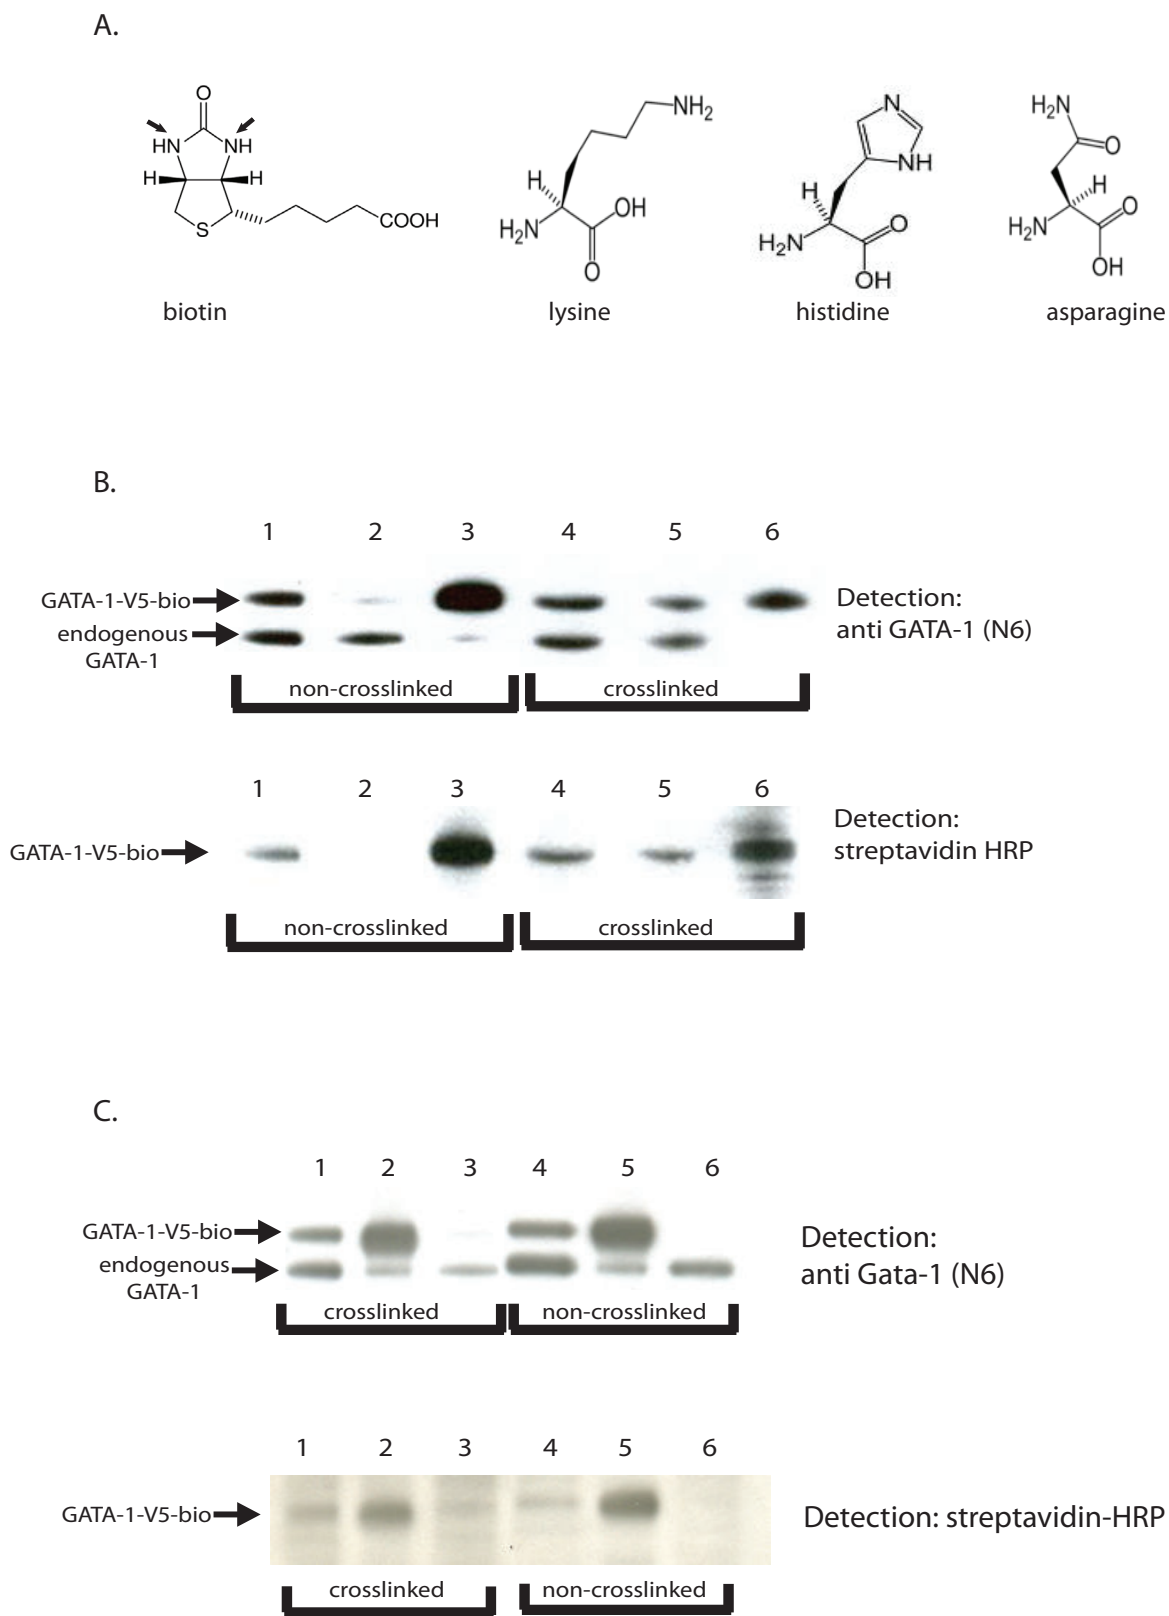 A.
O
HN
NH
H
H
S
COOH
biotin
NH₂
H
OH
H₂N
O
lysine
N
NH
H
O
H₂N
OH
histidine
H₂N
O
H
O
H₂N
OH
asparagine
B.
1 2 3 4 5 6
GATA-1-V5-bio
endogenous
GATA-1
Detection:
anti GATA-1 (N6)
non-crosslinked
crosslinked
1 2 3 4 5 6
GATA-1-V5-bio
Detection:
streptavidin HRP
non-crosslinked
crosslinked
C.
1 2 3 4 5 6
GATA-1-V5-bio
endogenous
GATA-1
Detection:
anti Gata-1 (N6)
crosslinked
non-crosslinked
1 2 3 4 5 6
GATA-1-V5-bio
Detection: streptavidin-HRP
crosslinked
non-crosslinked